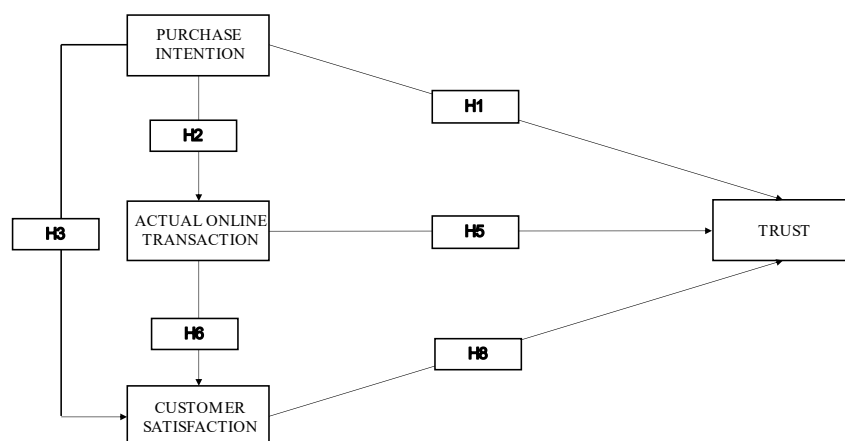 PURCHASE
INTENTION
H1
H2
ACTUAL ONLINE
TRANSACTION
H3
H5
TRUST
H6
H8
CUSTOMER
SATISFACTION